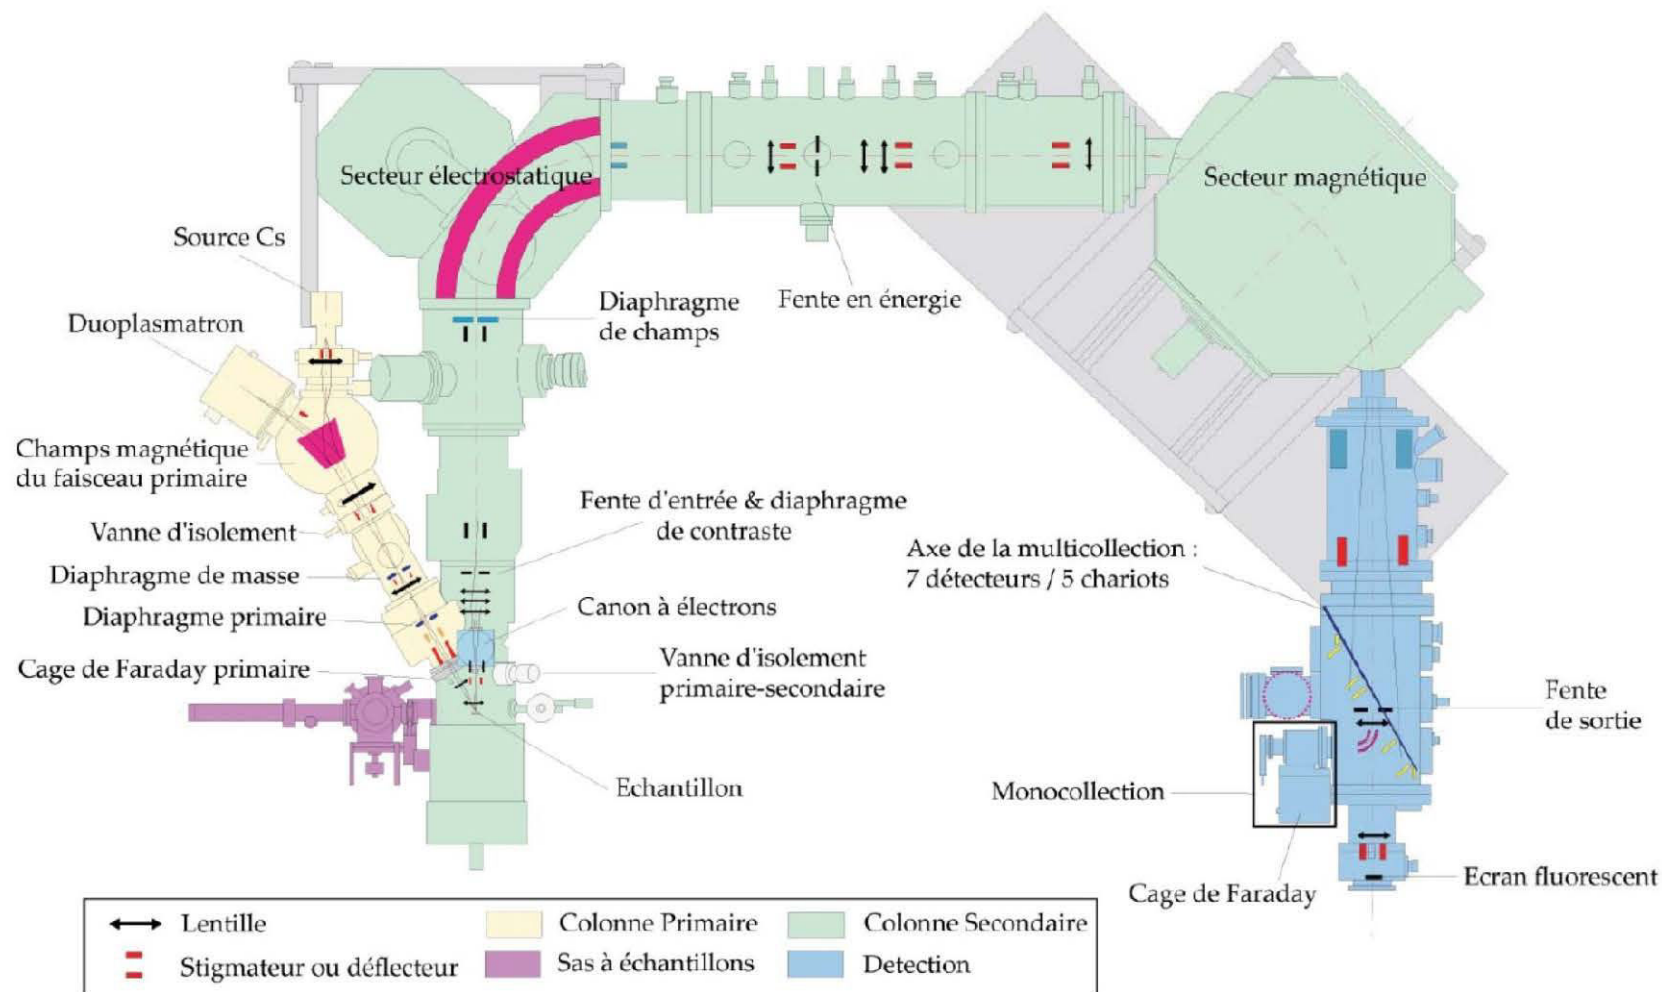 Secteur électrostatique
Secteur magnétique
Source Cs
Duoplasmatron
Diaphragme
de champs
Fente en énergie
Champs magnétique
du faisceau primaire
Vanne d'isolement
Diaphragme de masse
Diaphragme primaire
Cage de Faraday primaire
Fente d'entrée & diaphragme
de contraste
Canon à électrons
Vanne d'isolement
primaire-secondaire
Echantillon
Axe de la multicollection :
7 détecteurs / 5 chariots
Fente
de sortie
Monocollection
Cage de Faraday
Ecran fluorescent
Lentille
Colonne Primaire
Colonne Secondaire
Stigmateur ou déflecteur
Sas à échantillons
Detection